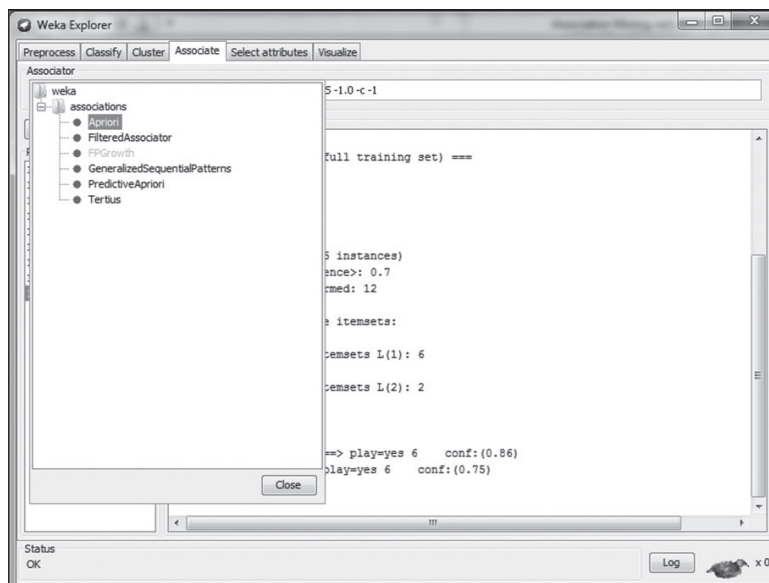 Weka Explorer
Preprocess Classify Cluster Associate Select attributes Visualize
Associator
5 -1.0 -c -1
weka
associations
Apriori
FilteredAssociator
FPGrowth
GeneralizedSequentialPatterns
PredictiveApriori
Tertius
full training set) ===
instances)
ence>: 0.7
rmed: 12
e itemsets:
temsets L(1): 6
temsets L(2): 2
==> play=yes 6 conf:(0.86)
play=yes 6 conf:(0.75)
Close
Status
OK
Log
x 0